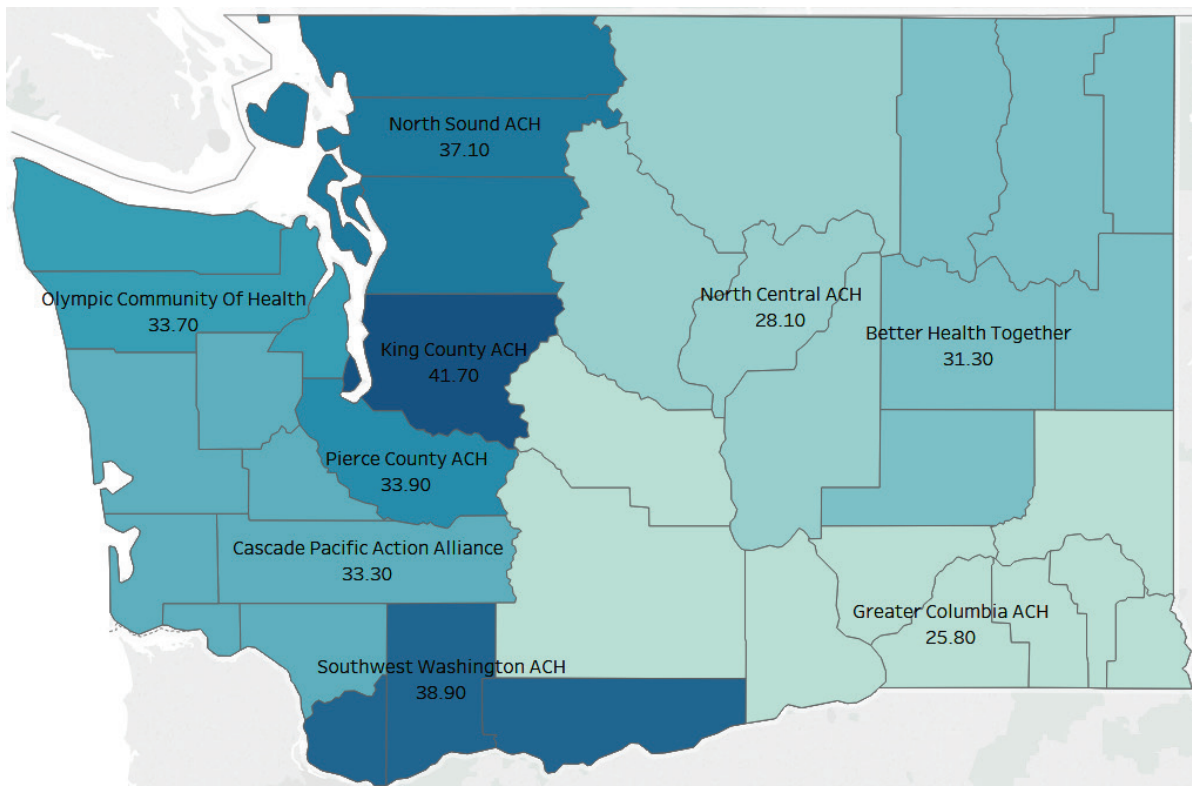 North Sound ACH
37.10
Olympic Community Of Health
33.70
North Central ACH
28.10
Better Health Together
31.30
King County ACH
41.70
Pierce County ACH
33.90
Cascade Pacific Action Alliance
33.30
Greater Columbia ACH
25.80
Southwest Washington ACH
38.90